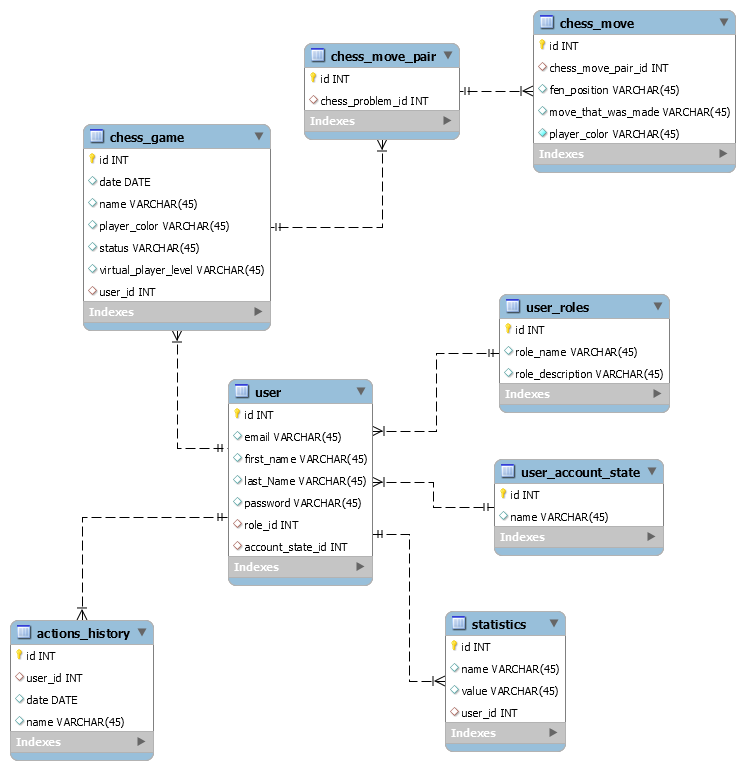 chess_move
id INT
chess_move_pair_id INT
fen_position VARCHAR(45)
move_that_was_made VARCHAR(45)
player_color VARCHAR(45)
Indexes
chess_move_pair
id INT
chess_problem_id INT
Indexes
chess_game
id INT
date DATE
name VARCHAR(45)
player_color VARCHAR(45)
status VARCHAR(45)
virtual_player_level VARCHAR(45)
user_id INT
Indexes
user_roles
id INT
role_name VARCHAR(45)
role_description VARCHAR(45)
Indexes
user
id INT
email VARCHAR(45)
first_name VARCHAR(45)
last_Name VARCHAR(45)
password VARCHAR(45)
role_id INT
account_state_id INT
Indexes
user_account_state
id INT
name VARCHAR(45)
Indexes
actions_history
id INT
user_id INT
date DATE
name VARCHAR(45)
Indexes
statistics
id INT
name VARCHAR(45)
value VARCHAR(45)
user_id INT
Indexes